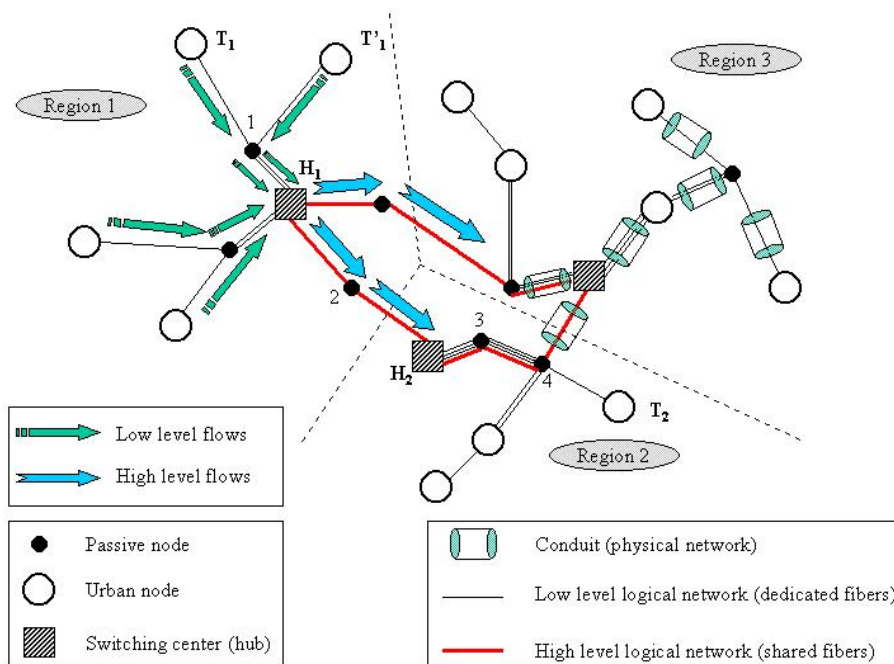 T1
T'1
Region 3
Region 1
1
H1
2
3
H2
4
T2
Region 2
Low level flows
High level flows
Passive node
Urban node
Switching center (hub)
Conduit (physical network)
Low level logical network (dedicated fibers)
High level logical network (shared fibers)